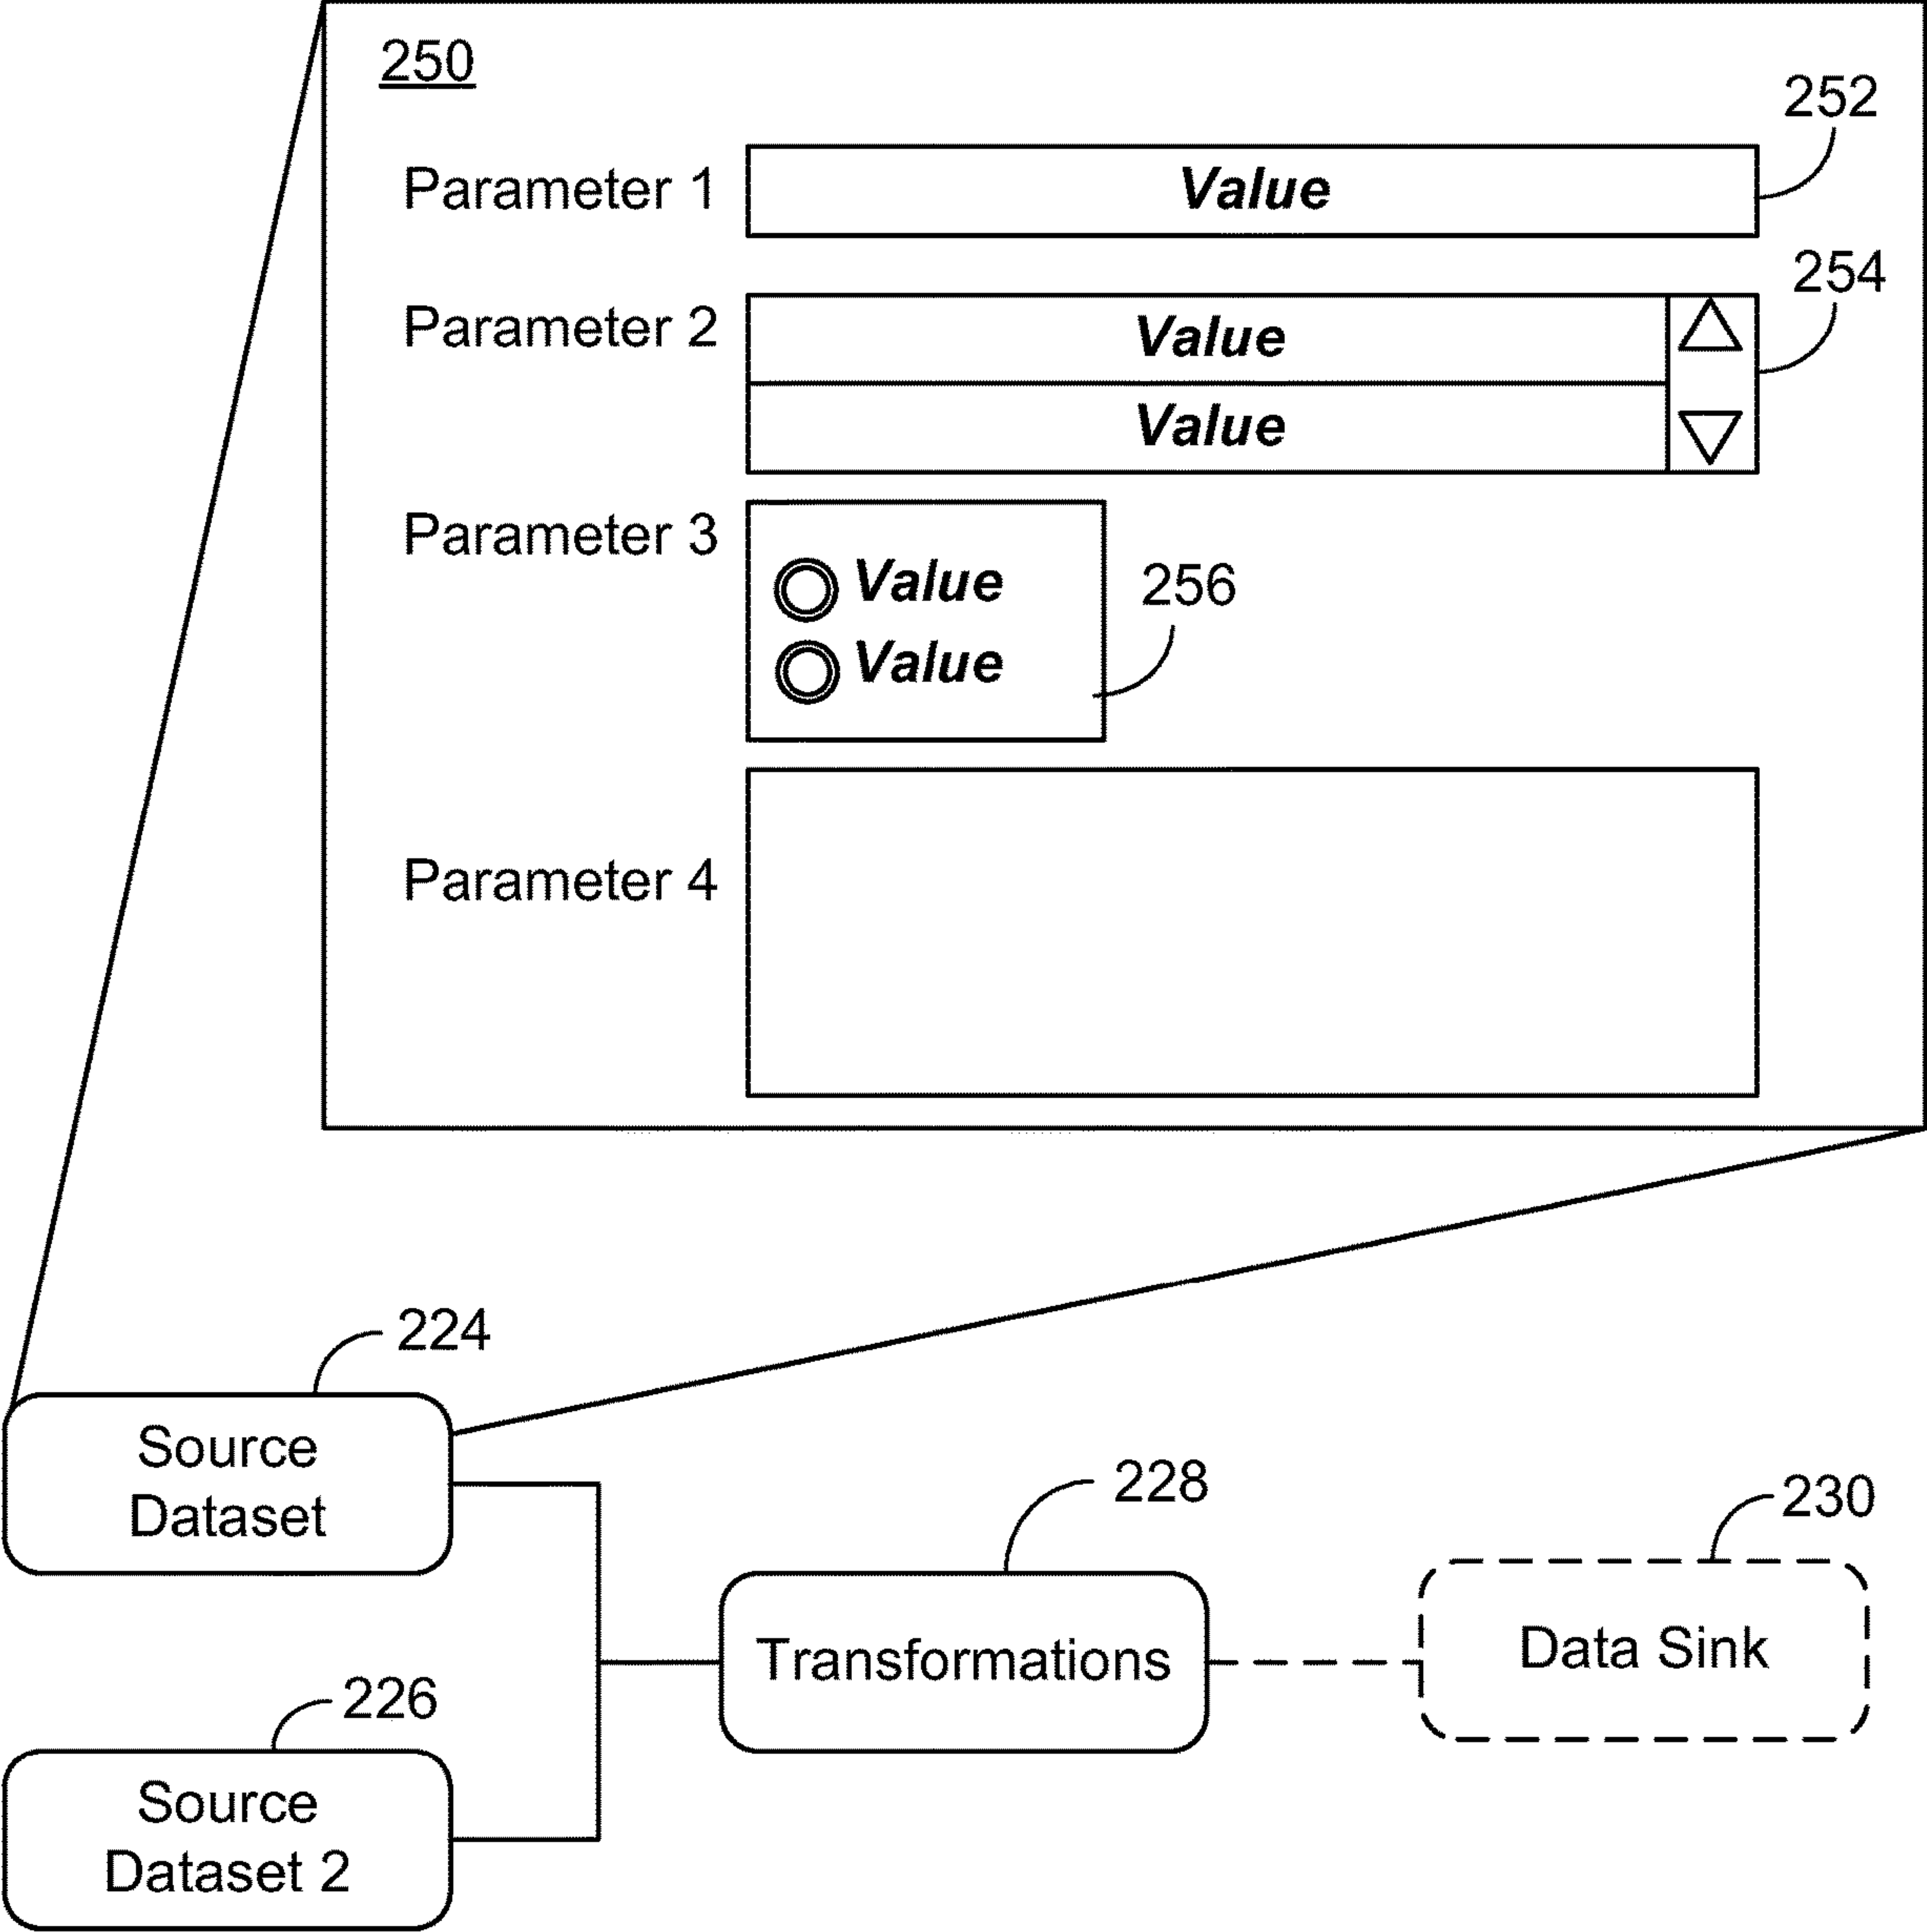 250
252
Parameter 1 Value
254
Parameter 2 Value
Value
Parameter 3
Value
256
Value
Parameter 4
224
Source
Dataset
228
230
Transformations
Data Sink
226
Source
Dataset 2